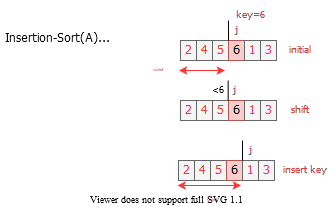 key=6
j
Insertion-Sort(A)...
2 4 5 6 1 3 initial
sorted
<6 j
2 4 5 6 1 3 shift
j
2 4 5 6 1 3 insert key
Viewer does not support full SVG 1.1